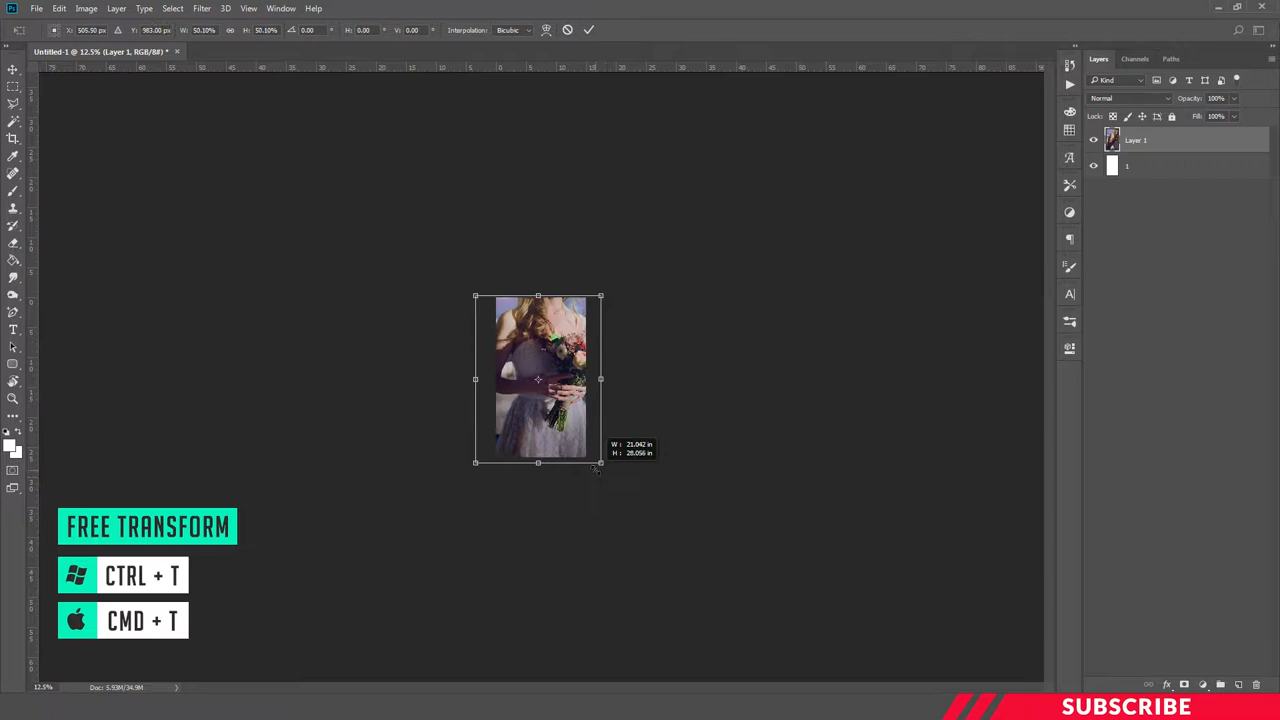 Ps File Edit Image Layer Type Select Filter 3D View Window Help
X: 505.50 px Y: 983.00 px W: 50.10% H: 50.10% 0.00 ° H: 0.00 ° V: 0.00 ° Interpolation: Bicubic
Untitled-1 @ 12.5% (Layer 1, RGB/8#) *
Layers Channels Paths
Kind
Normal Opacity: 100%
Lock: Fill: 100%
Layer 1
1
W: 21.042 in
H: 28.056 in
FREE TRANSFORM
CTRL + T
CMD + T
12.5% Doc: 5.93M/34.9M
SUBSCRIBE